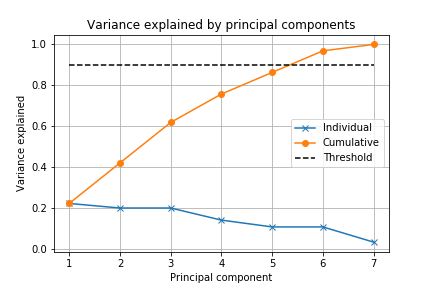 Variance explained by principal components
1.0
0.8
0.6
0.4
0.2
0.0
Variance explained
Individual
Cumulative
Threshold
1 2 3 4 5 6 7
Principal component